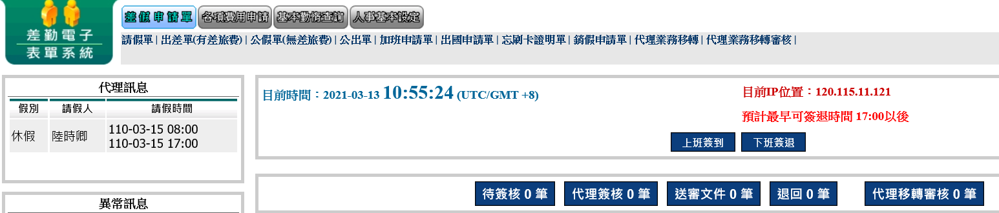 差勤電子
表單系統
差假申請單 各項費用申請 基本勤惰查詢 人事基本設定
請假單 | 出差單(有差旅費) | 公假單(無差旅費) | 公出單 | 加班申請單 | 出國申請單 | 忘刷卡證明單 | 銷假申請單 | 代理業務移轉 | 代理業務移轉審核 |
代理訊息
假別 請假人 請假時間
休假 陸時卿 110-03-15 08:00
110-03-15 17:00
異常訊息
目前時間：2021-03-13 10:55:24 (UTC/GMT +8)
目前IP位置：120.115.11.121
預計最早可簽退時間 17:00以後
上班簽到 下班簽退
待簽核 0 筆 代理簽核 0 筆 送審文件 0 筆 退回 0 筆 代理移轉審核 0 筆